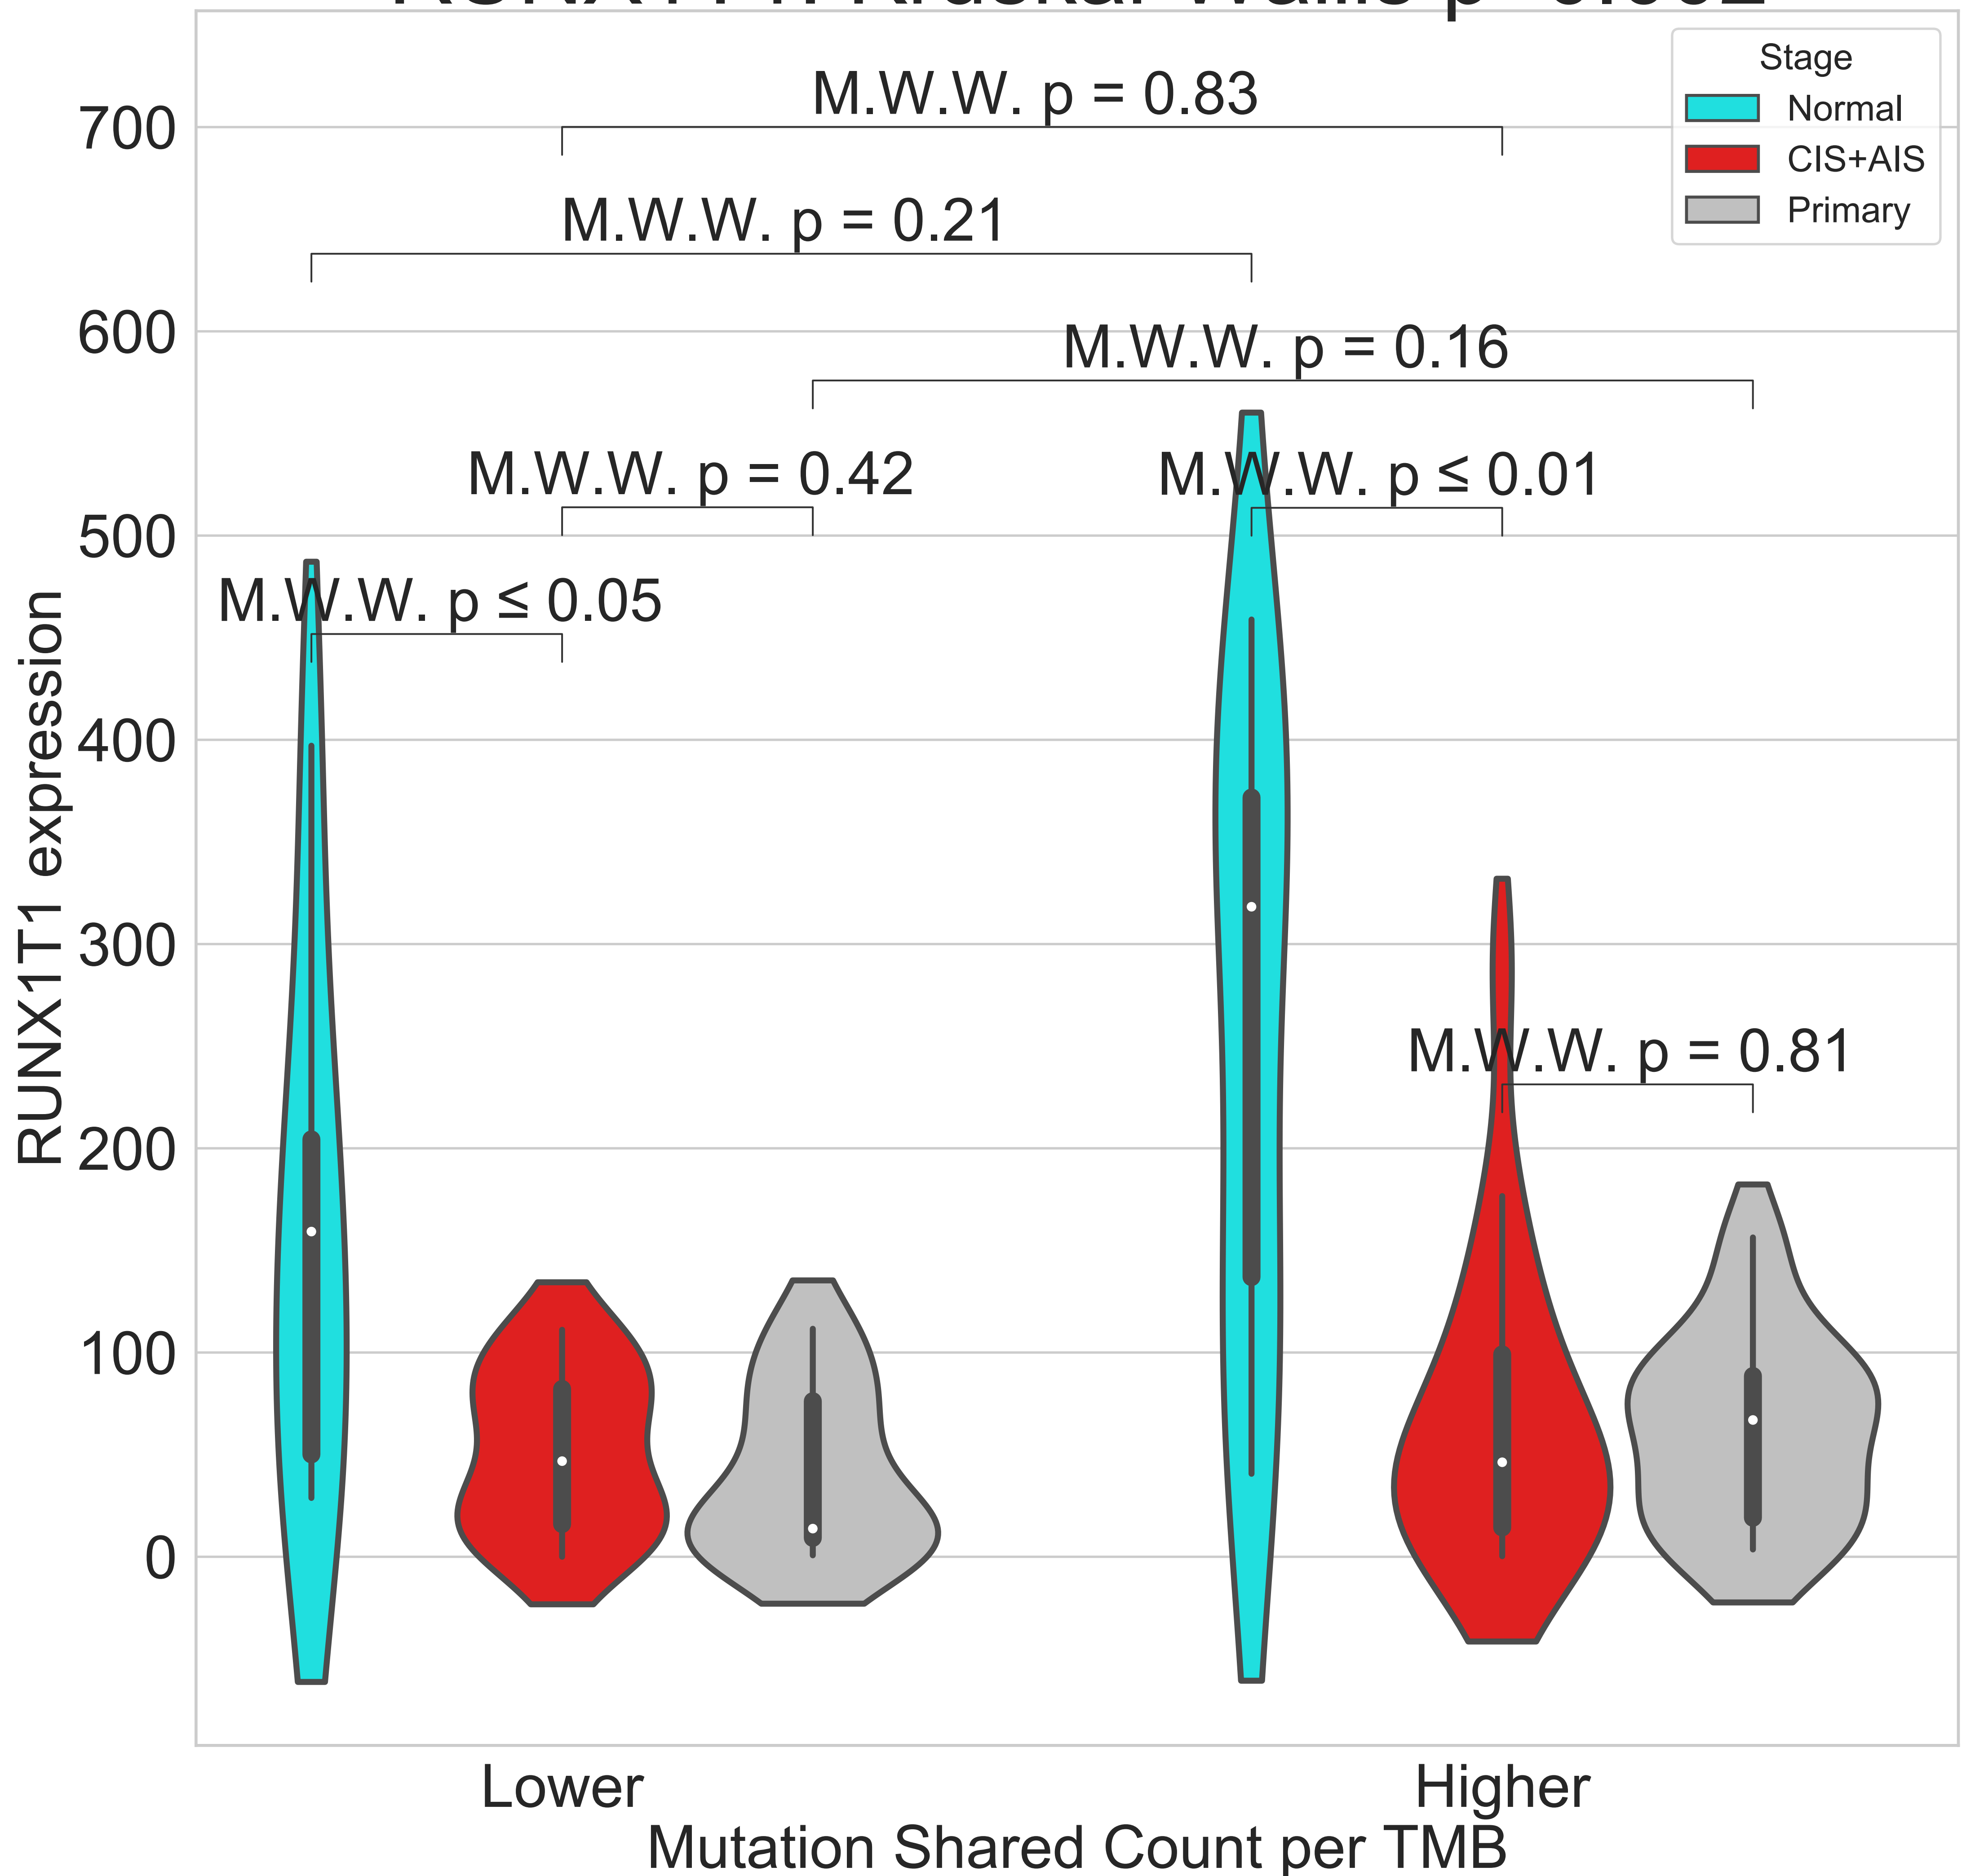 Stage
Normal
CIS+AIS
Primary
M.W.W. p = 0.83
M.W.W. p = 0.21
M.W.W. p = 0.16
M.W.W. p = 0.42
M.W.W. p ≤ 0.01
M.W.W. p ≤ 0.05
M.W.W. p = 0.81
700
600
500
400
300
200
100
0
RUNX1T1 expression
Lower
Higher
Mutation Shared Count per TMB